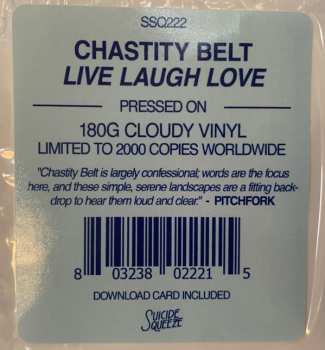 SSQ222
CHASTITY BELT
LIVE LAUGH LOVE
PRESSED ON
180G CLOUDY VINYL
LIMITED TO 2000 COPIES WORLDWIDE
"Chastity Belt is largely confessional; words are the focus
here, and these simple, serene landscapes are a fitting back-
drop to hear them loud and clear." - PITCHFORK
8 03238 02221 5
DOWNLOAD CARD INCLUDED
SUICIDE
SQUEEZE